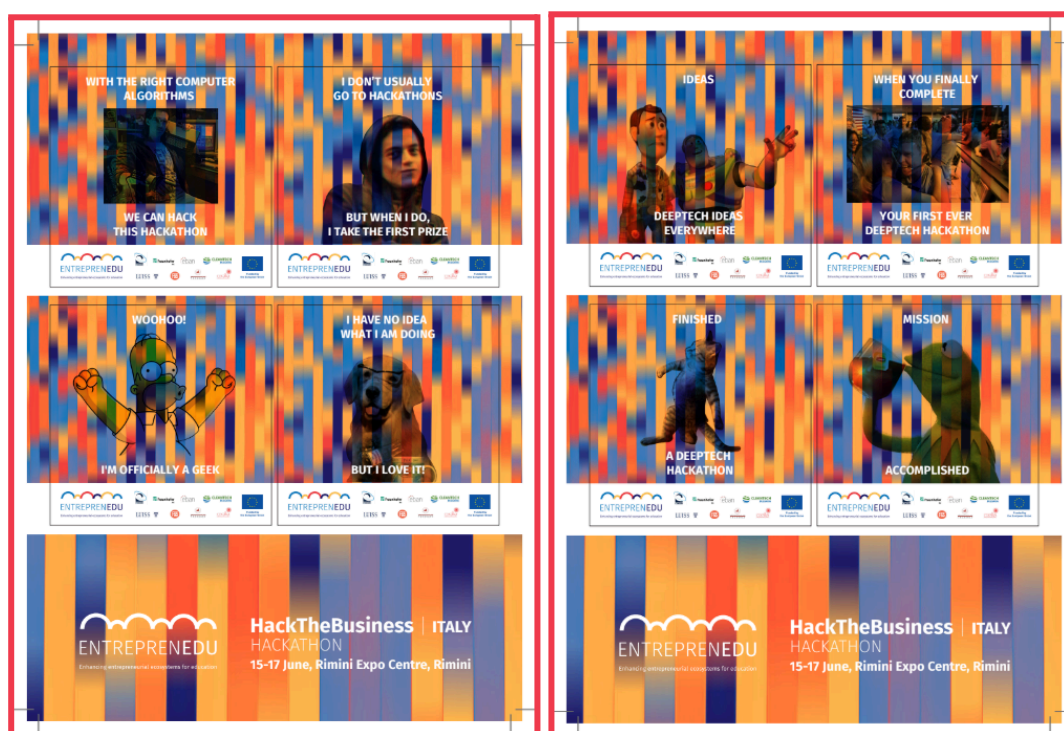 WITH THE RIGHT COMPUTER
ALGORITHMS
WE CAN HACK
THIS HACKATHON
ENTREPRENEDU
I DON'T USUALLY
GO TO HACKATHONS
BUT WHEN I DO,
I TAKE THE FIRST PRIZE
ENTREPRENEDU
WOOHOO!
I'M OFFICIALLY A GEEK
ENTREPRENEDU
I HAVE NO IDEA
WHAT I AM DOING
BUT I LOVE IT!
ENTREPRENEDU
ENTREPRENEDU
Enhancing entrepreneurial ecosystems for education
HackTheBusiness | ITALY
HACKATHON
15-17 June, Rimini Expo Centre, Rimini
IDEAS
DEEPTECH IDEAS
EVERYWHERE
ENTREPRENEDU
WHEN YOU FINALLY
COMPLETE
YOUR FIRST EVER
DEEPTECH HACKATHON
ENTREPRENEDU
FINISHED
A DEEPTECH
HACKATHON
ENTREPRENEDU
MISSION
ACCOMPLISHED
ENTREPRENEDU
ENTREPRENEDU
Enhancing entrepreneurial ecosystems for education
HackTheBusiness | ITALY
HACKATHON
15-17 June, Rimini Expo Centre, Rimini